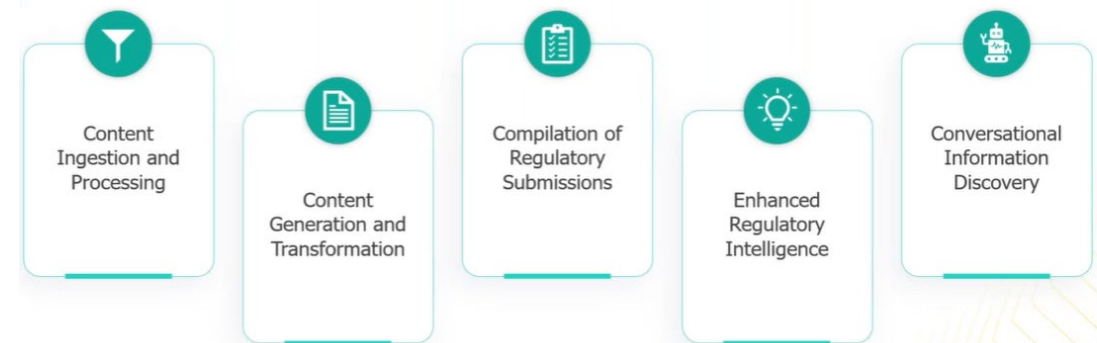 Content
Ingestion and
Processing
Content
Generation and
Transformation
Compilation of
Regulatory
Submissions
Enhanced
Regulatory
Intelligence
Conversational
Information
Discovery